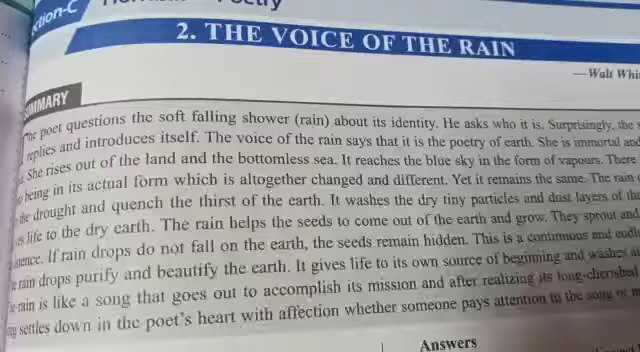 ction-C
Poetry
2. THE VOICE OF THE RAIN
—Walt Whi
SUMMARY
The poet questions the soft falling shower (rain) about its identity. He asks who it is. Surprisingly, the
replies and introduces itself. The voice of the rain says that it is the poetry of earth. She is immortal and
She rises out of the land and the bottomless sea. It reaches the blue sky in the form of vapours. There
being in its actual form which is altogether changed and different. Yet it remains the same. The rain
the drought and quench the thirst of the earth. It washes the dry tiny particles and dust layers of the
es life to the dry earth. The rain helps the seeds to come out of the earth and grow. They sprout and
If rain drops do not fall on the earth, the seeds remain hidden. This is a continuous and endl
rain drops purify and beautify the earth. It gives life to its own source of beginning and washes
rain is like a song that goes out to accomplish its mission and after realizing its long-cherished
settles down in the poet's heart with affection whether someone pays attention to the song or
Answers